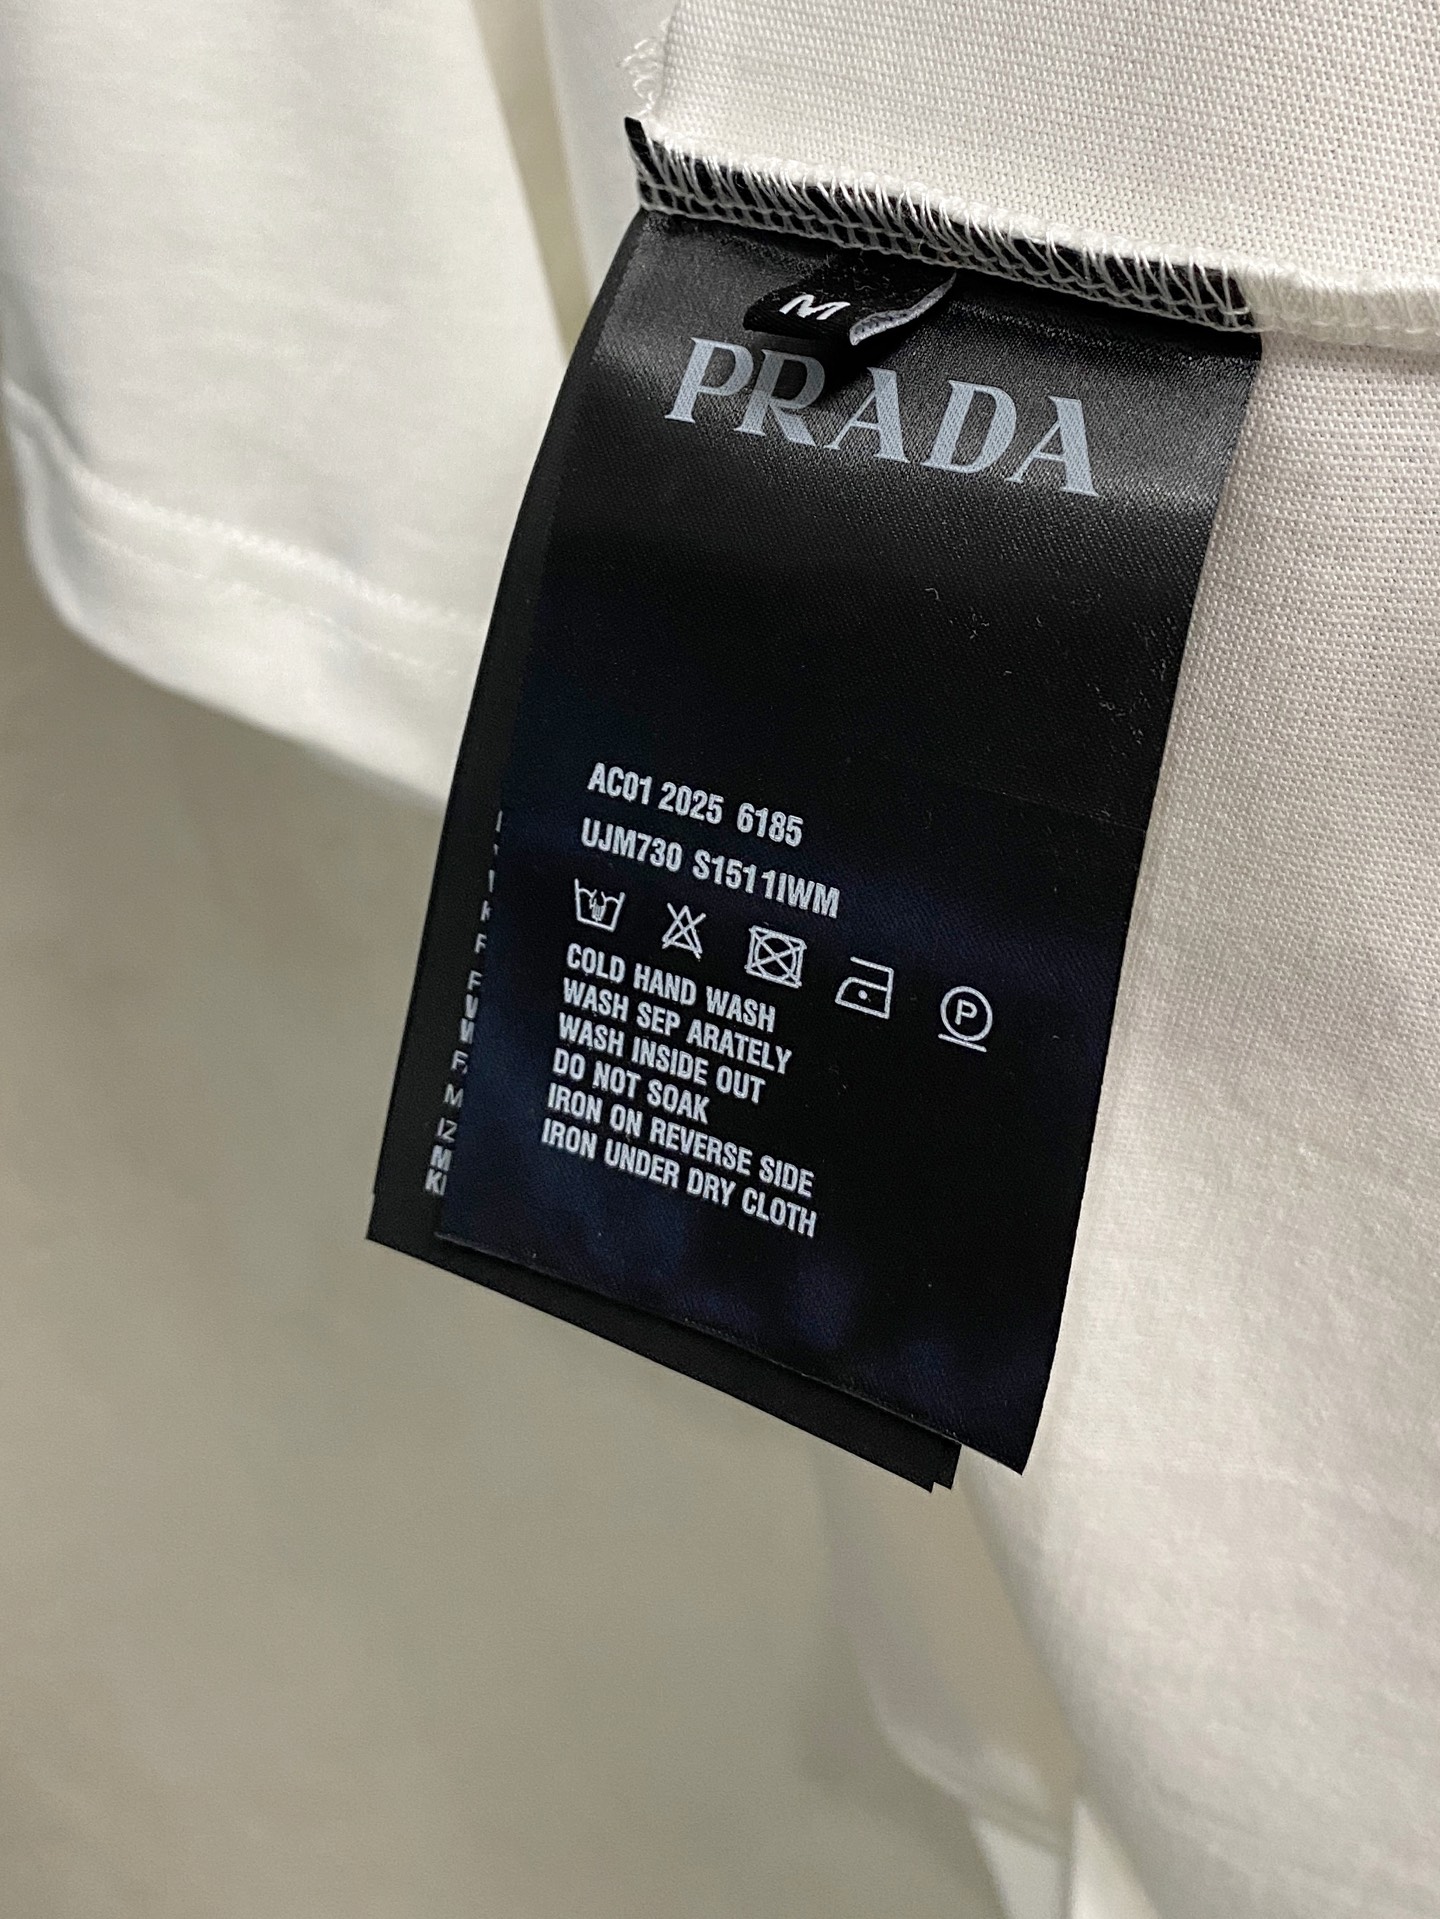 M
PRADA
AC01 2025 6185
UJM730 S1511IWM
P
COLD HAND WASH
WASH SEP ARATELY
WASH INSIDE OUT
DO NOT SOAK
IRON ON REVERSE SIDE
IRON UNDER DRY CLOTH